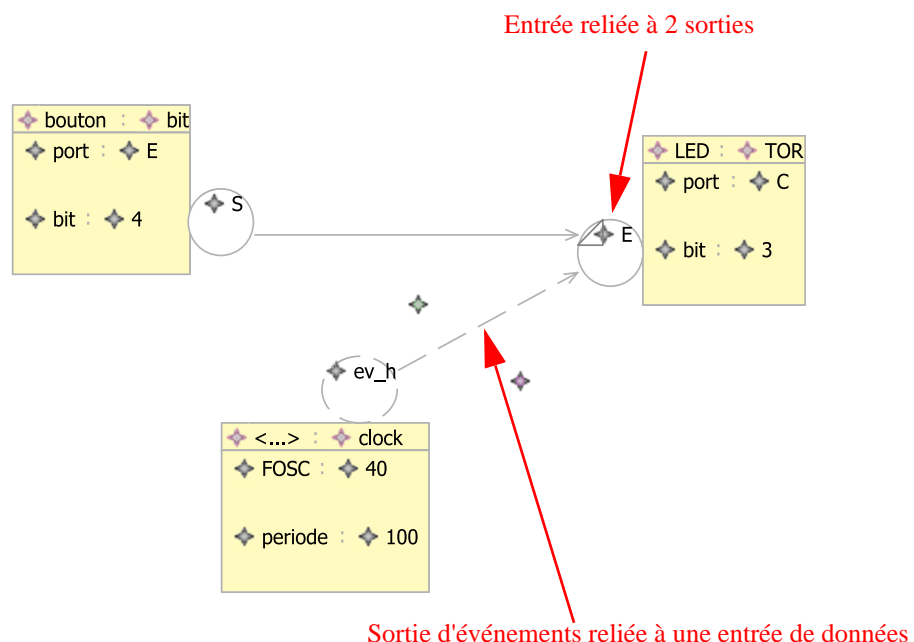 Entrée reliée à 2 sorties
bouton : bit
port : E
bit : 4
S
LED : TOR
port : C
bit : 3
E
ev_h
<...> : clock
FOSC : 40
periode : 100
Sortie d'événements reliée à une entrée de données